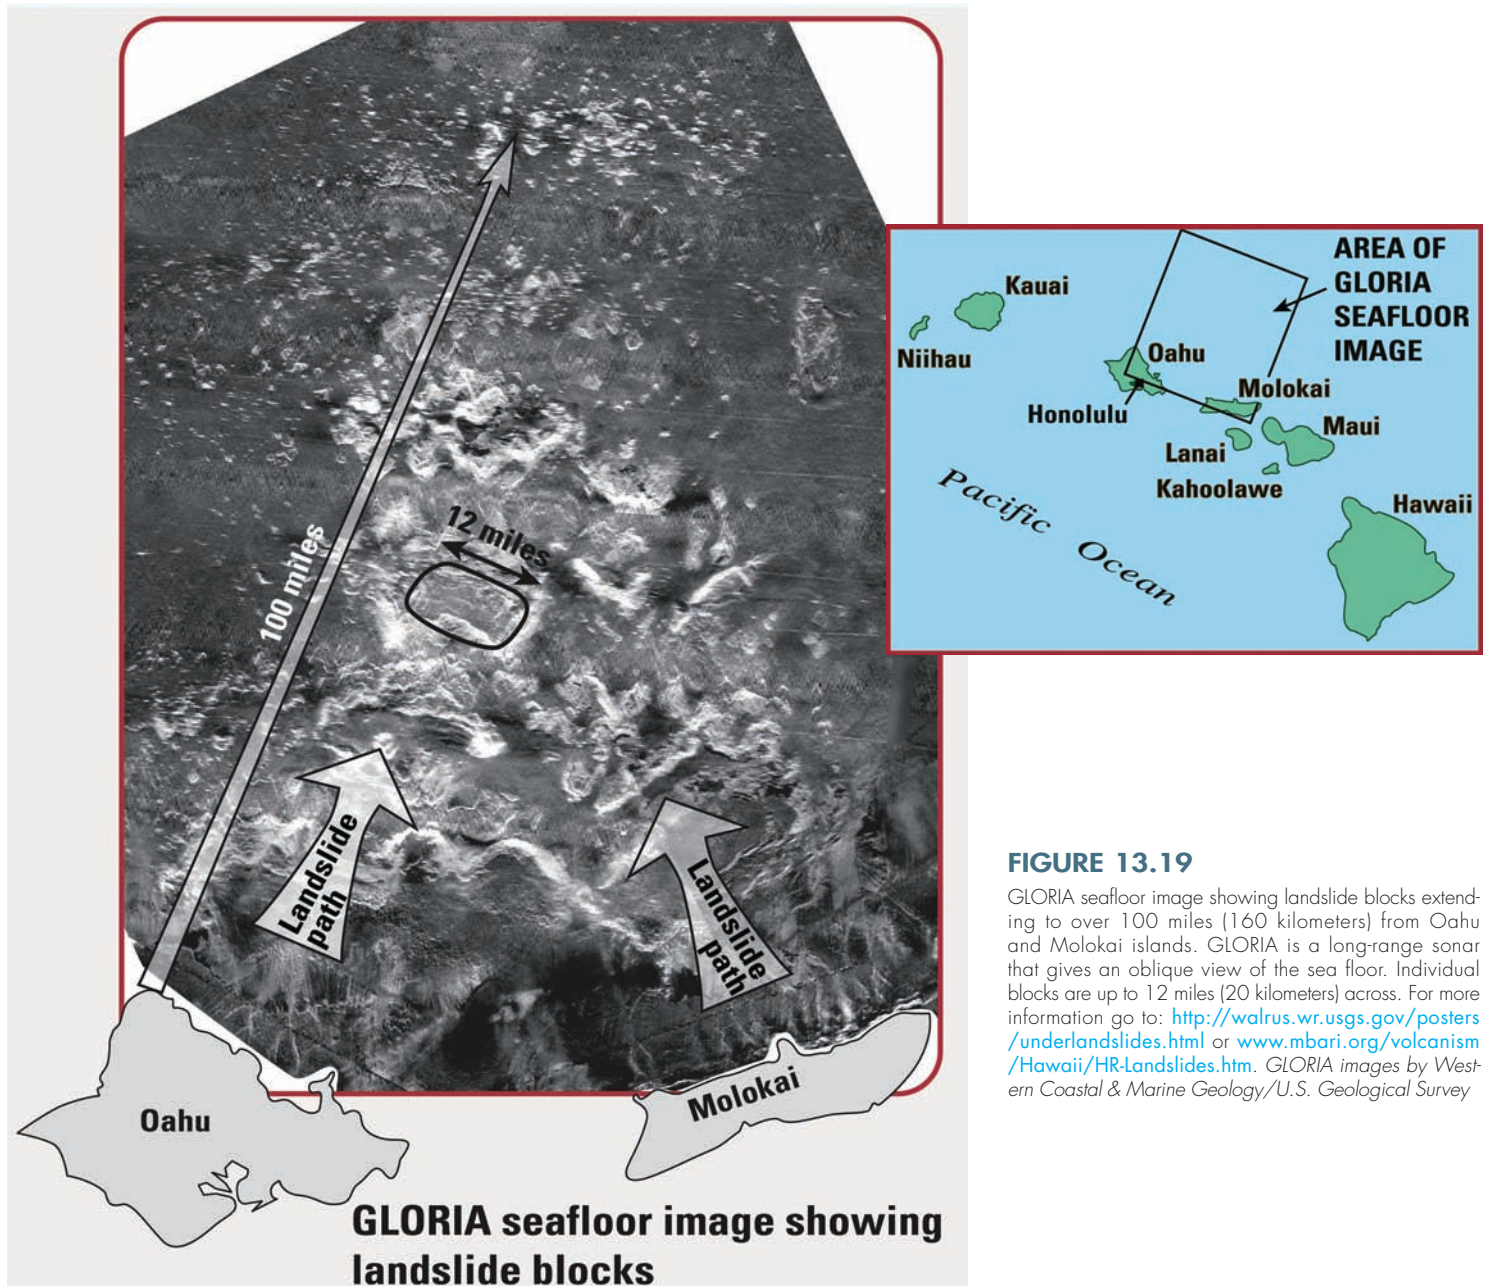 100 miles
12 miles
Landslide
path
Landslide
path
Oahu
Molokai
GLORIA seafloor image showing
landslide blocks
AREA OF
GLORIA
SEAFLOOR
IMAGE
Kauai
Niihau
Oahu
Honolulu
Molokai
Lanai
Maui
Kahoolawe
Hawaii
Pacific Ocean
FIGURE 13.19
GLORIA seafloor image showing landslide blocks extend-
ing to over 100 miles (160 kilometers) from Oahu
and Molokai islands. GLORIA is a long-range sonar
that gives an oblique view of the sea floor. Individual
blocks are up to 12 miles (20 kilometers) across. For more
information go to: http://walrus.wr.usgs.gov/posters
/underlandslides.html or www.mbari.org/volcanism
/Hawaii/HR-Landslides.htm. GLORIA images by West-
ern Coastal & Marine Geology/U.S. Geological Survey